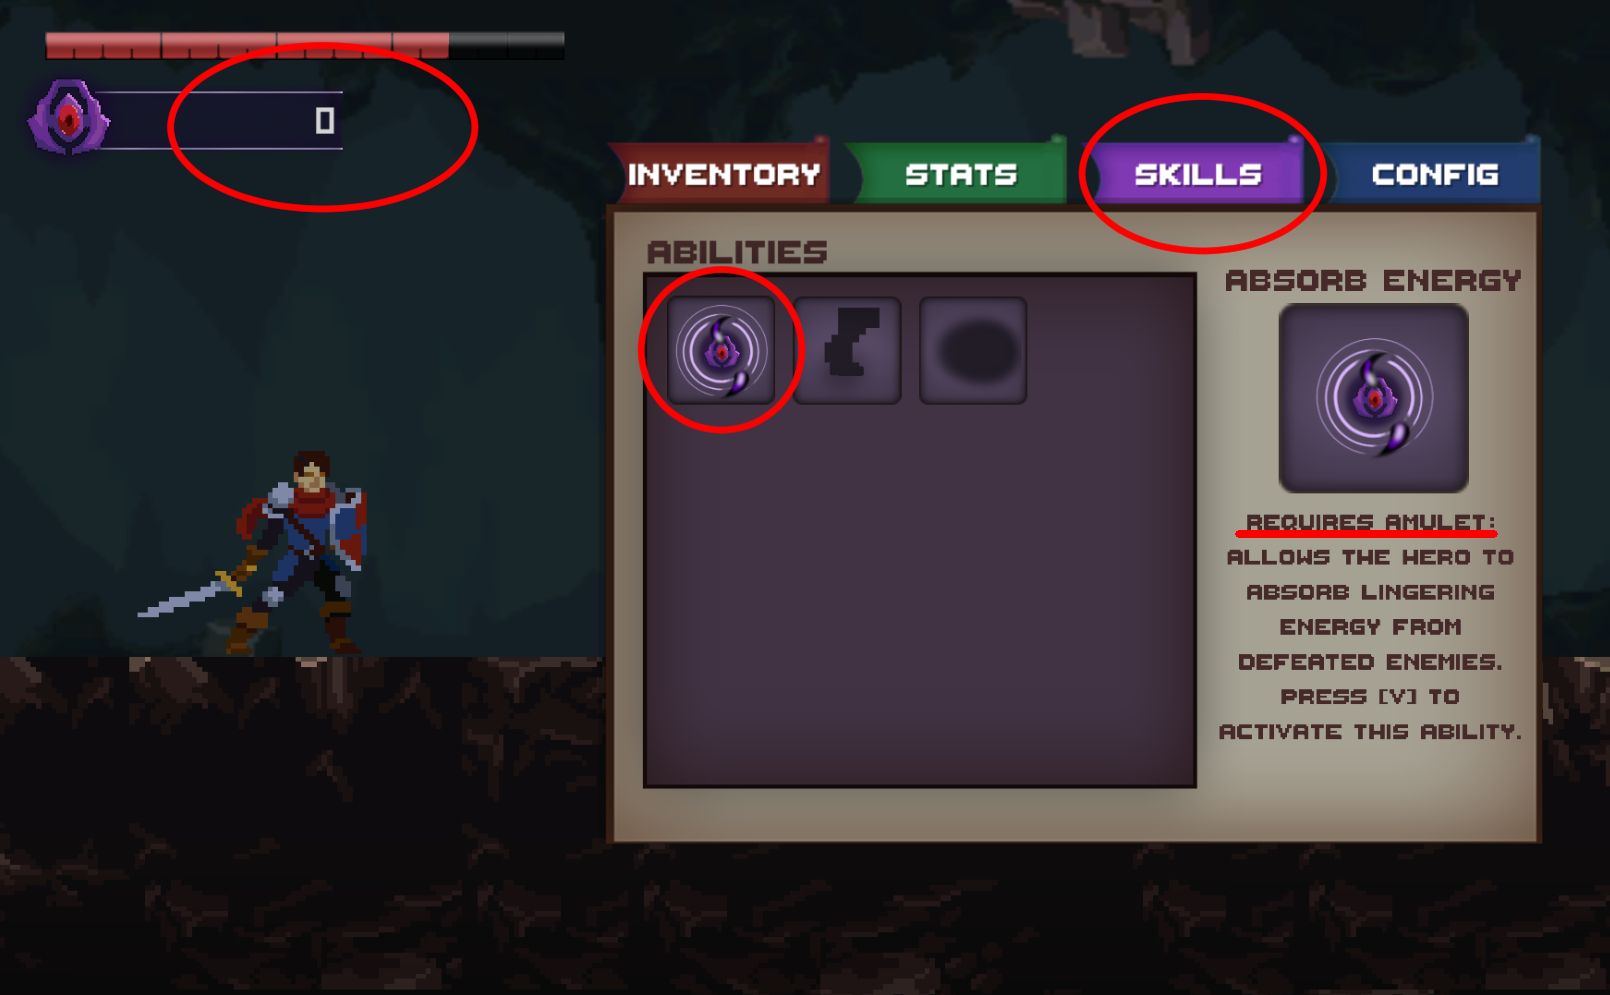 0
INVENTORY
STATS
SKILLS
CONFIG
ABILITIES
ABSORB ENERGY
REQUIRES AMULET:
ALLOWS THE HERO TO
ABSORB LINGERING
ENERGY FROM
DEFEATED ENEMIES.
PRESS [V] TO
ACTIVATE THIS ABILITY.